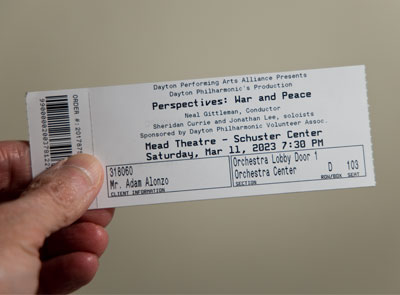 Dayton Performing Arts Alliance Presents
Dayton Philharmonic's Production
Perspectives: War and Peace
Neal Gittleman, Conductor
Sheridan Currie and Jonathan Lee, soloists
Sponsored by Dayton Philharmonic Volunteer Assoc.
Mead Theatre - Schuster Center
Saturday, Mar 11, 2023 7:30 PM
318060
Mr. Adam Alonzo
CLIENT INFORMATION
Orchestra Lobby Door 1
Orchestra Center D 103
SECTION ROW/BOX SEAT
ORDER #: